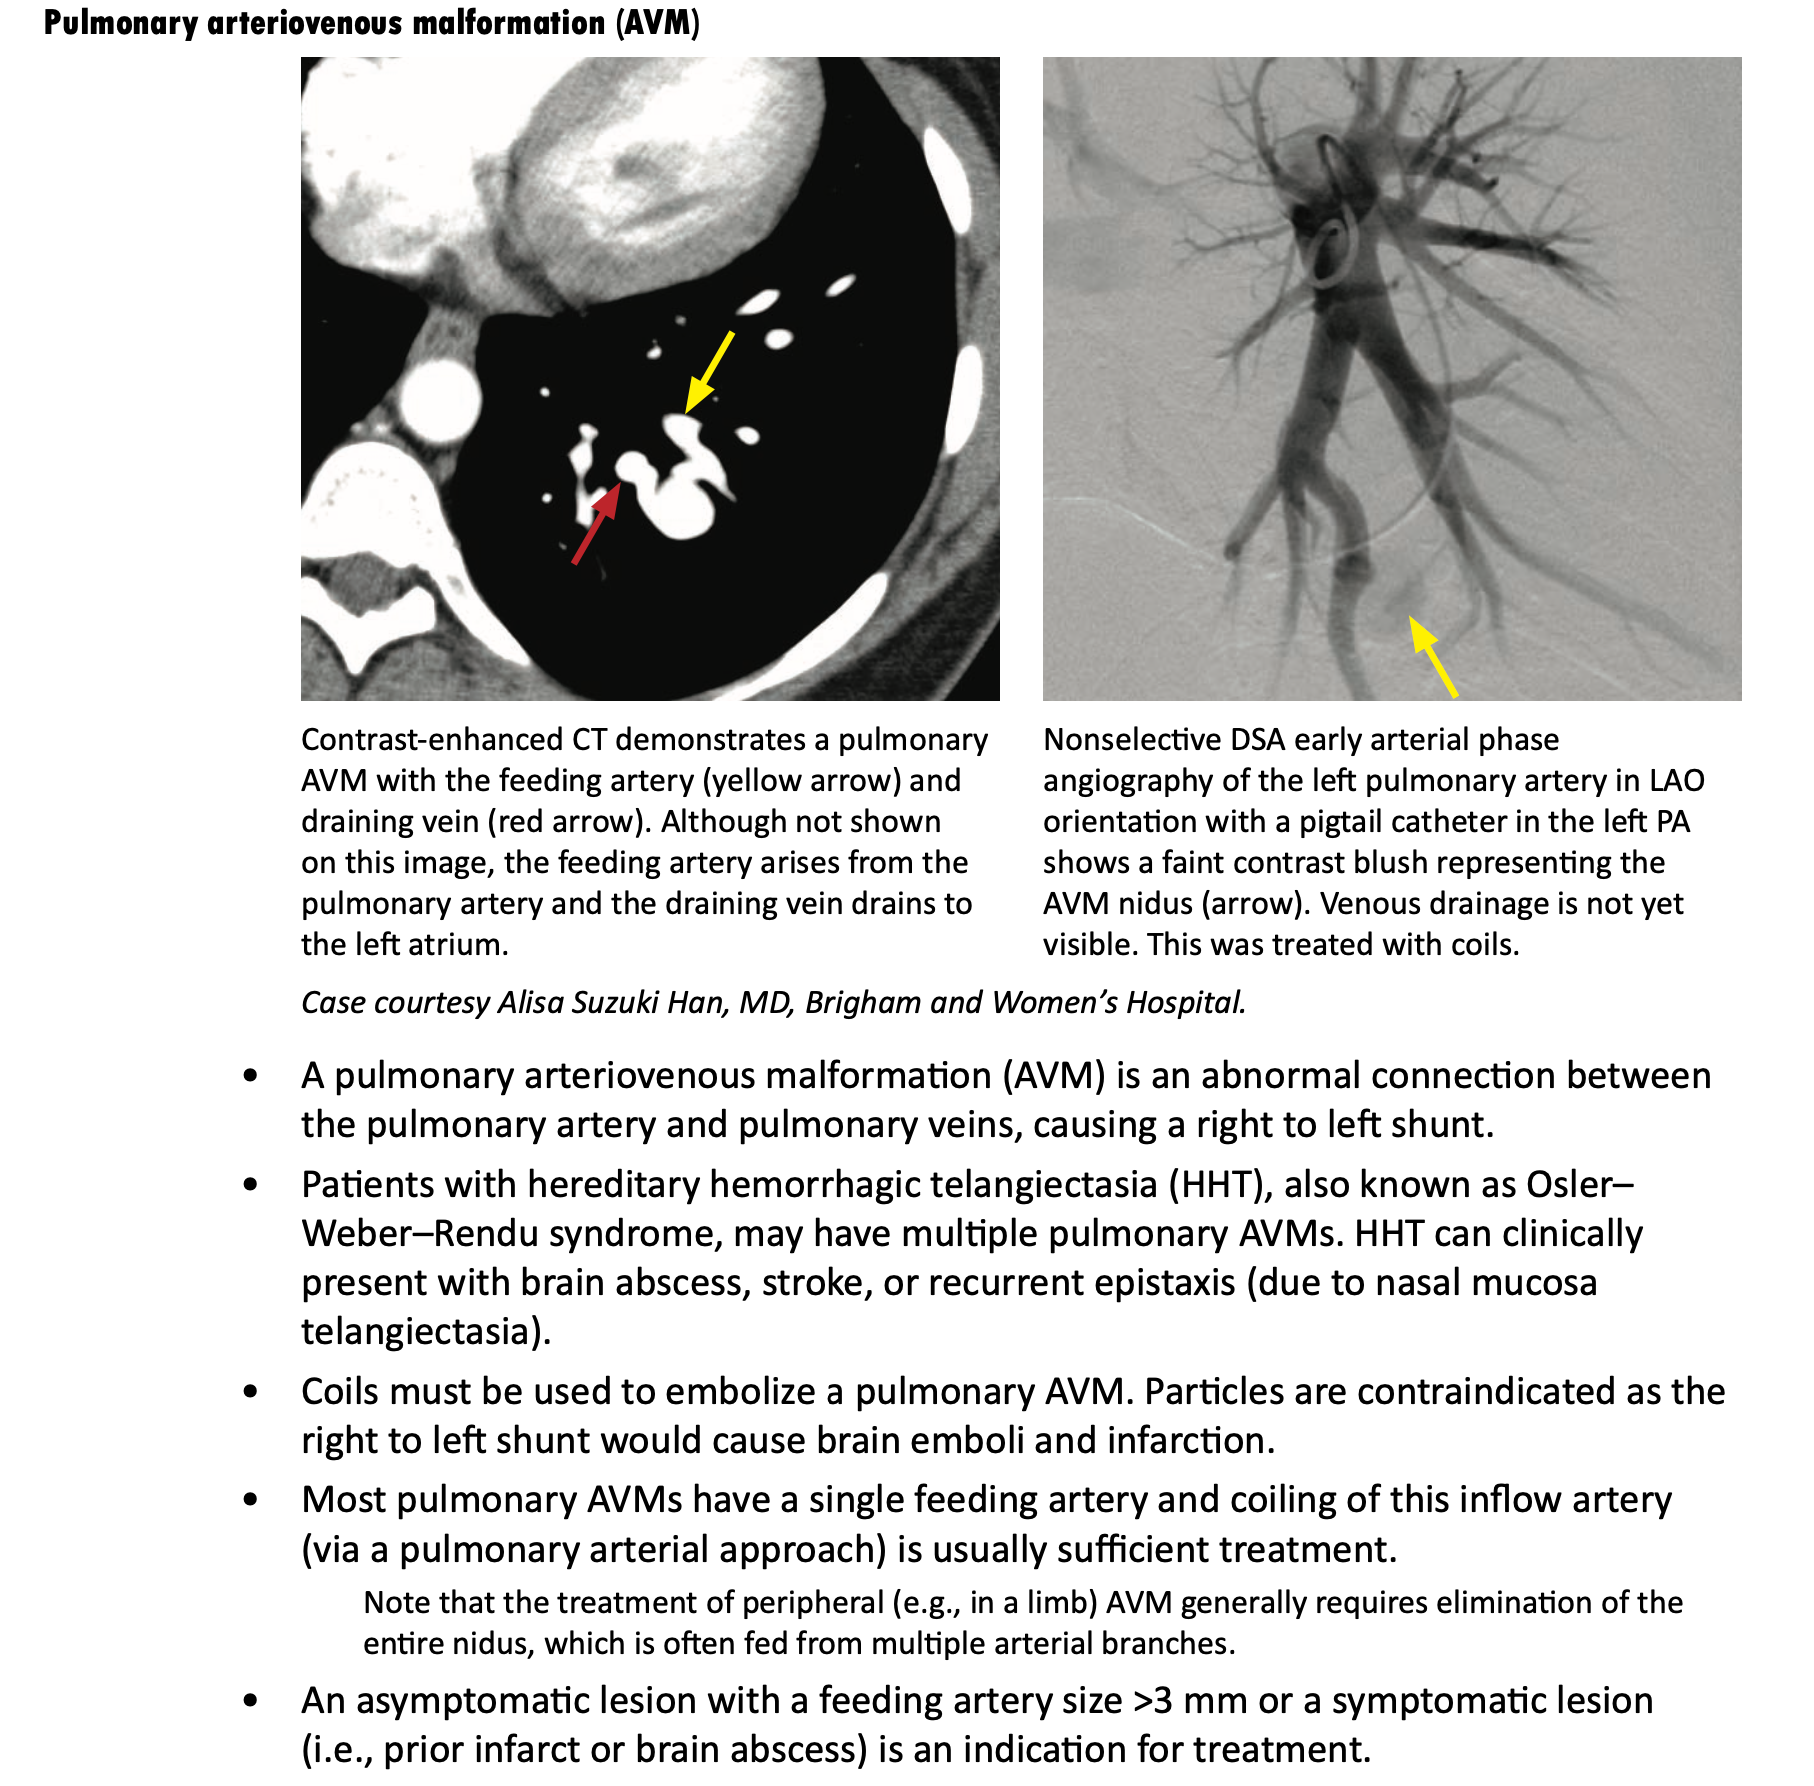 Pulmonary arteriovenous malformation (AVM)
Contrast-enhanced CT demonstrates a pulmonary
AVM with the feeding artery (yellow arrow) and
draining vein (red arrow). Although not shown
on this image, the feeding artery arises from the
pulmonary artery and the draining vein drains to
the left atrium.
Nonselective DSA early arterial phase
angiography of the left pulmonary artery in LAO
orientation with a pigtail catheter in the left PA
shows a faint contrast blush representing the
AVM nidus (arrow). Venous drainage is not yet
visible. This was treated with coils.
Case courtesy Alisa Suzuki Han, MD, Brigham and Women’s Hospital.
• A pulmonary arteriovenous malformation (AVM) is an abnormal connection between
the pulmonary artery and pulmonary veins, causing a right to left shunt.
• Patients with hereditary hemorrhagic telangiectasia (HHT), also known as Osler–
Weber–Rendu syndrome, may have multiple pulmonary AVMs. HHT can clinically
present with brain abscess, stroke, or recurrent epistaxis (due to nasal mucosa
telangiectasia).
• Coils must be used to embolize a pulmonary AVM. Particles are contraindicated as the
right to left shunt would cause brain emboli and infarction.
• Most pulmonary AVMs have a single feeding artery and coiling of this inflow artery
(via a pulmonary arterial approach) is usually sufficient treatment.
Note that the treatment of peripheral (e.g., in a limb) AVM generally requires elimination of the
entire nidus, which is often fed from multiple arterial branches.
• An asymptomatic lesion with a feeding artery size >3 mm or a symptomatic lesion
(i.e., prior infarct or brain abscess) is an indication for treatment.